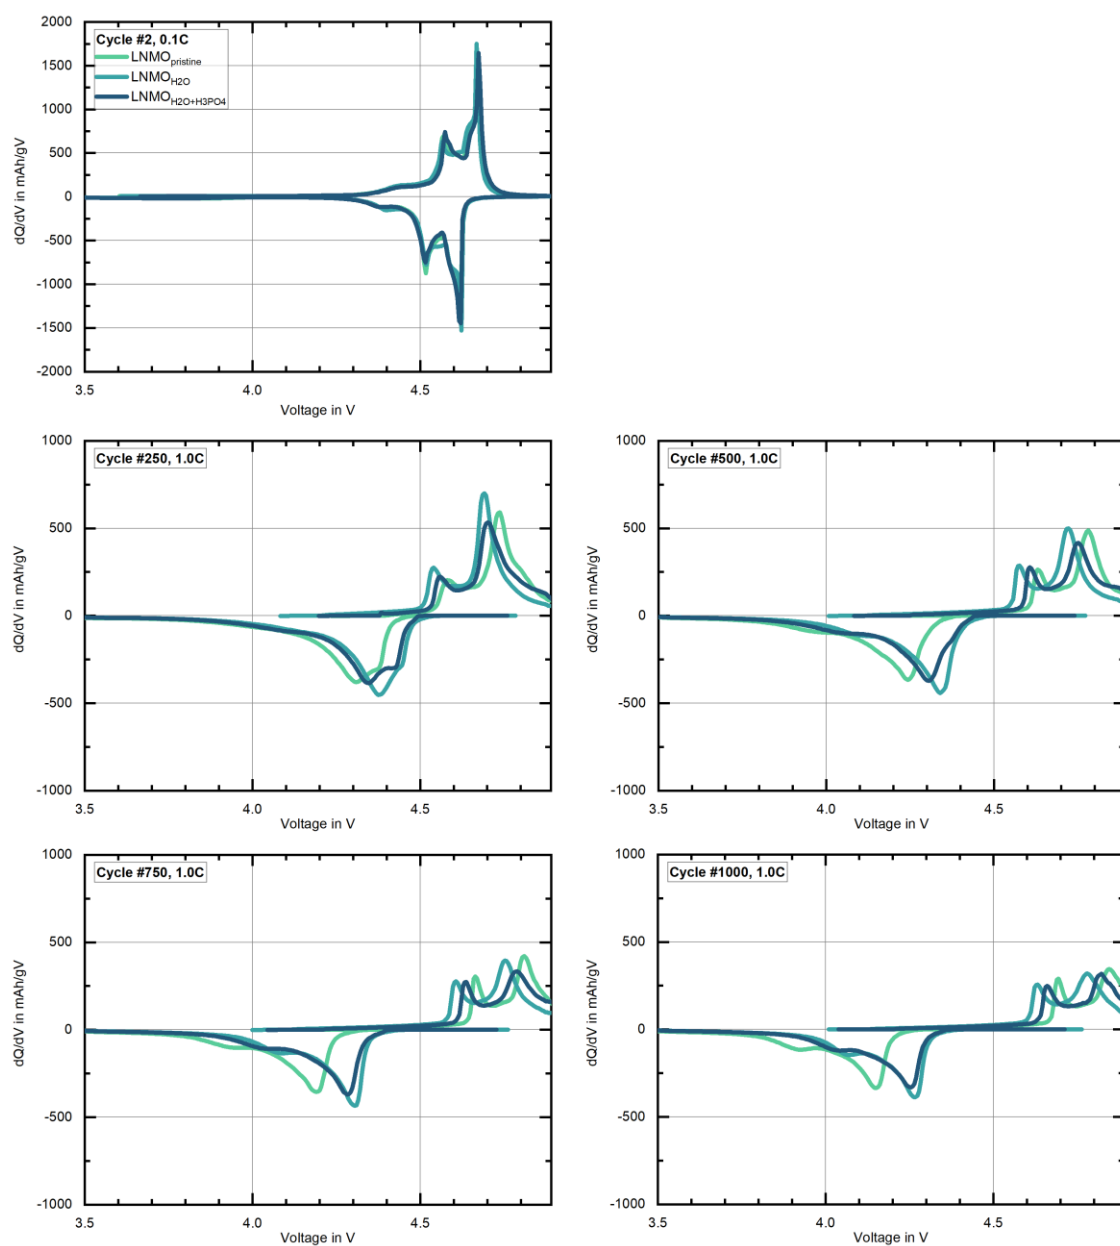 Cycle #2, 0.1C
LNMOpristine
LNMOH2O
LNMOH2O+H3PO4
2000
1500
1000
500
0
-500
-1000
-1500
-2000
dQ/dV in mAh/gV
3.5
4.0
4.5
Voltage in V
Cycle #250, 1.0C
1000
500
0
-500
-1000
dQ/dV in mAh/gV
3.5
4.0
4.5
Voltage in V
Cycle #500, 1.0C
1000
500
0
-500
-1000
dQ/dV in mAh/gV
3.5
4.0
4.5
Voltage in V
Cycle #750, 1.0C
1000
500
0
-500
-1000
dQ/dV in mAh/gV
3.5
4.0
4.5
Voltage in V
Cycle #1000, 1.0C
1000
500
0
-500
-1000
dQ/dV in mAh/gV
3.5
4.0
4.5
Voltage in V